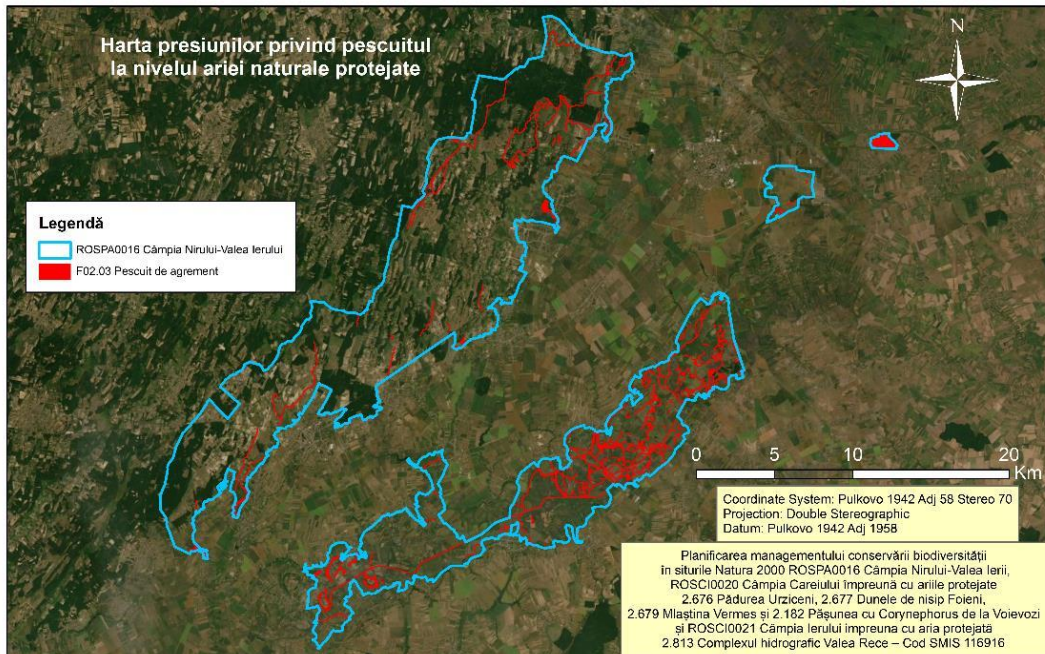 Harta presiunilor privind pescuitul
la nivelul ariei naturale protejate
N
Legendă
ROSPA0016 Câmpia Nirului-Valea Ierului
F02.03 Pescuit de agrement
0 5 10 20
Km
Coordinate System: Pulkovo 1942 Adj 58 Stereo 70
Projection: Double Stereographic
Datum: Pulkovo 1942 Adj 1958
Planificarea managementului conservării biodiversității
în siturile Natura 2000 ROSPA0016 Câmpia Nirului-Valea Ierii,
ROSCI0020 Câmpia Careiului împreună cu ariile protejate
2.676 Pădurea Urziceni, 2.677 Dunele de nisip Foieni,
2.679 Mlaștina Vermes și 2.182 Pășunea cu Corynephorus de la Voievozi
și ROSCI0021 Câmpia Ierului împreuna cu aria protejată
2.813 Complexul hidrografic Valea Rece – Cod SMIS 116916